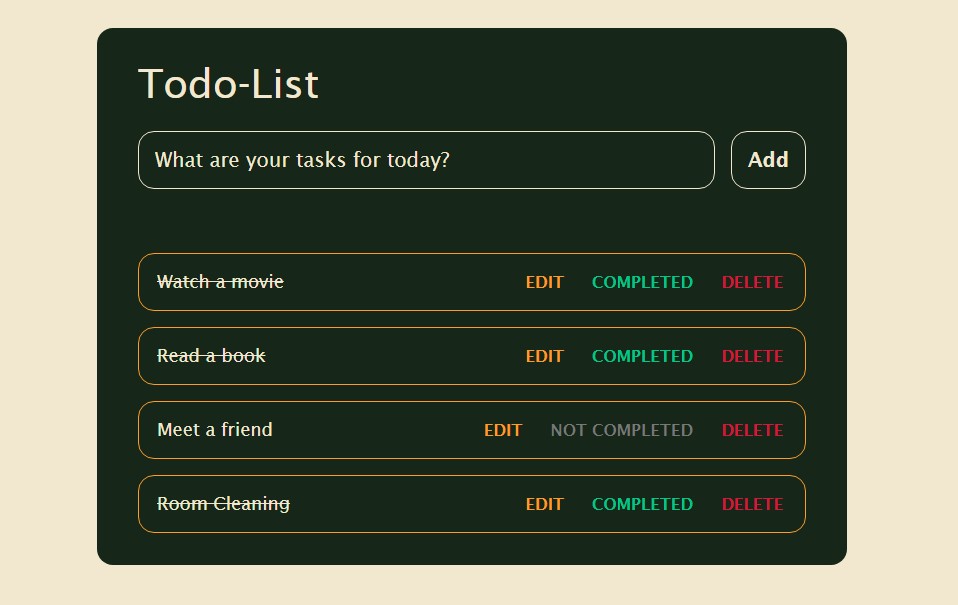 Todo-List
What are your tasks for today? Add
Watch a movie EDIT COMPLETED DELETE
Read a book EDIT COMPLETED DELETE
Meet a friend EDIT NOT COMPLETED DELETE
Room Cleaning EDIT COMPLETED DELETE